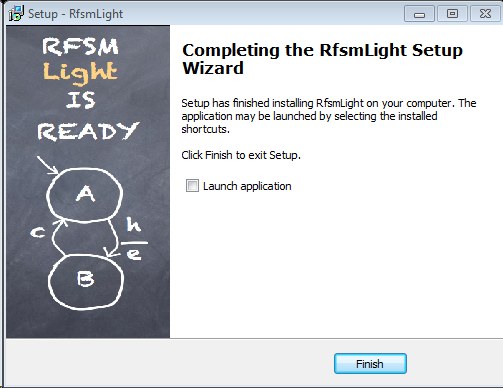 Setup - RfsmLight
RFSM
Light
IS
READY
A
c
h
e
B
Completing the RfsmLight Setup
Wizard
Setup has finished installing RfsmLight on your computer. The
application may be launched by selecting the installed
shortcuts.
Click Finish to exit Setup.
Launch application
Finish